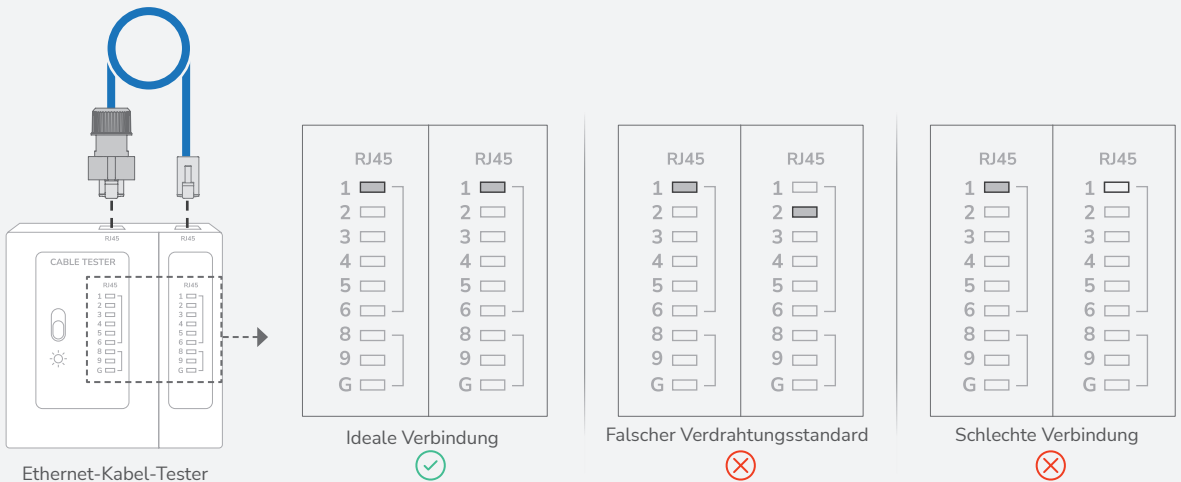 RJ45 RJ45
CABLE TESTER
RJ45 RJ45
1 1
2 2
3 3
4 4
5 5
6 6
8 8
9 9
G G
Ethernet-Kabel-Tester
RJ45 RJ45
1 1
2 2
3 3
4 4
5 5
6 6
8 8
9 9
G G
Ideale Verbindung
RJ45 RJ45
1 1
2 2
3 3
4 4
5 5
6 6
8 8
9 9
G G
Falscher Verdrahtungsstandard
RJ45 RJ45
1 1
2 2
3 3
4 4
5 5
6 6
8 8
9 9
G G
Schlechte Verbindung